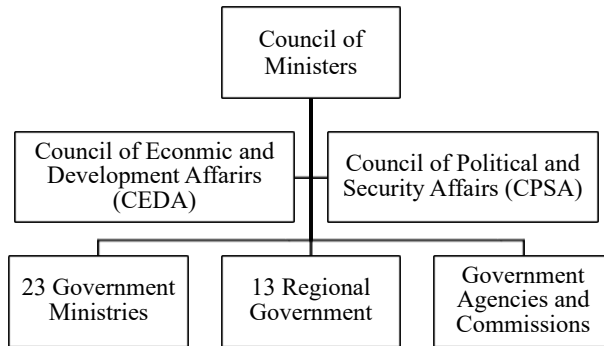 Council of
Ministers
Council of Econmic and
Development Affarirs
(CEDA)
Council of Political and
Security Affairs (CPSA)
23 Government
Ministries
13 Regional
Government
Government
Agencies and
Commissions